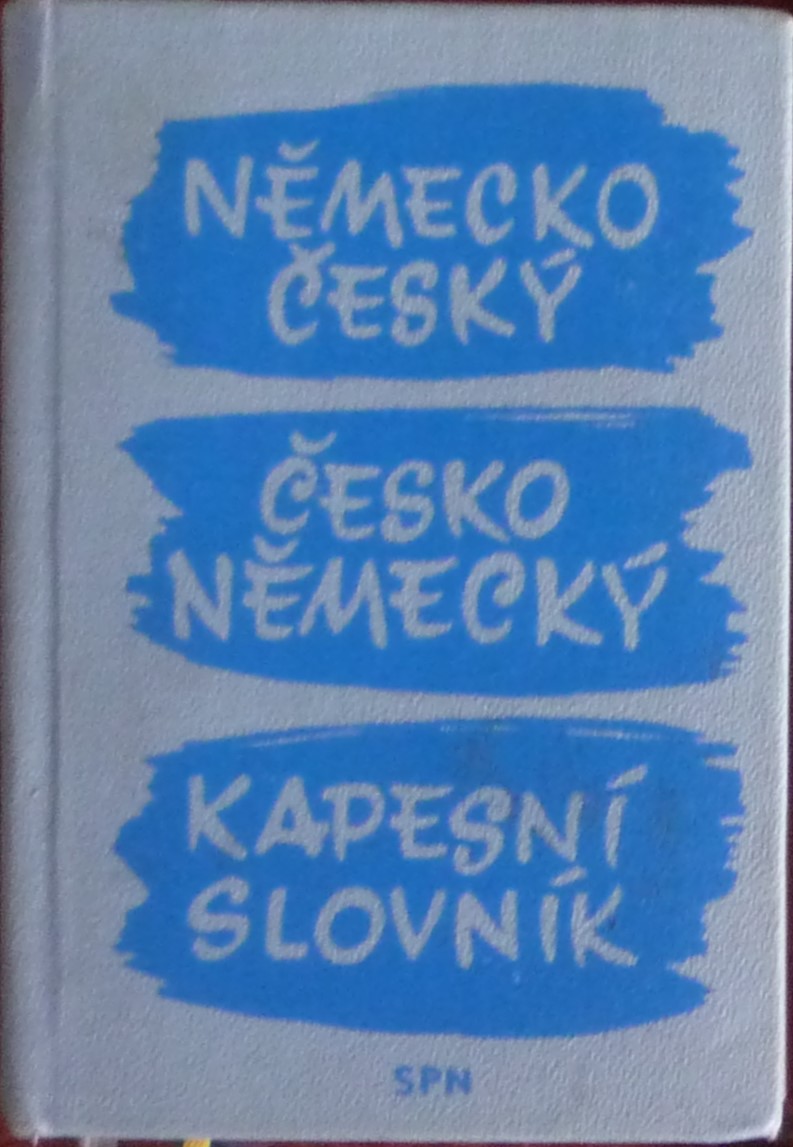 NĚMECKO
ČESKÝ
ČESKO
NĚMECKÝ
KAPESNÍ
SLOVNÍK
SPN